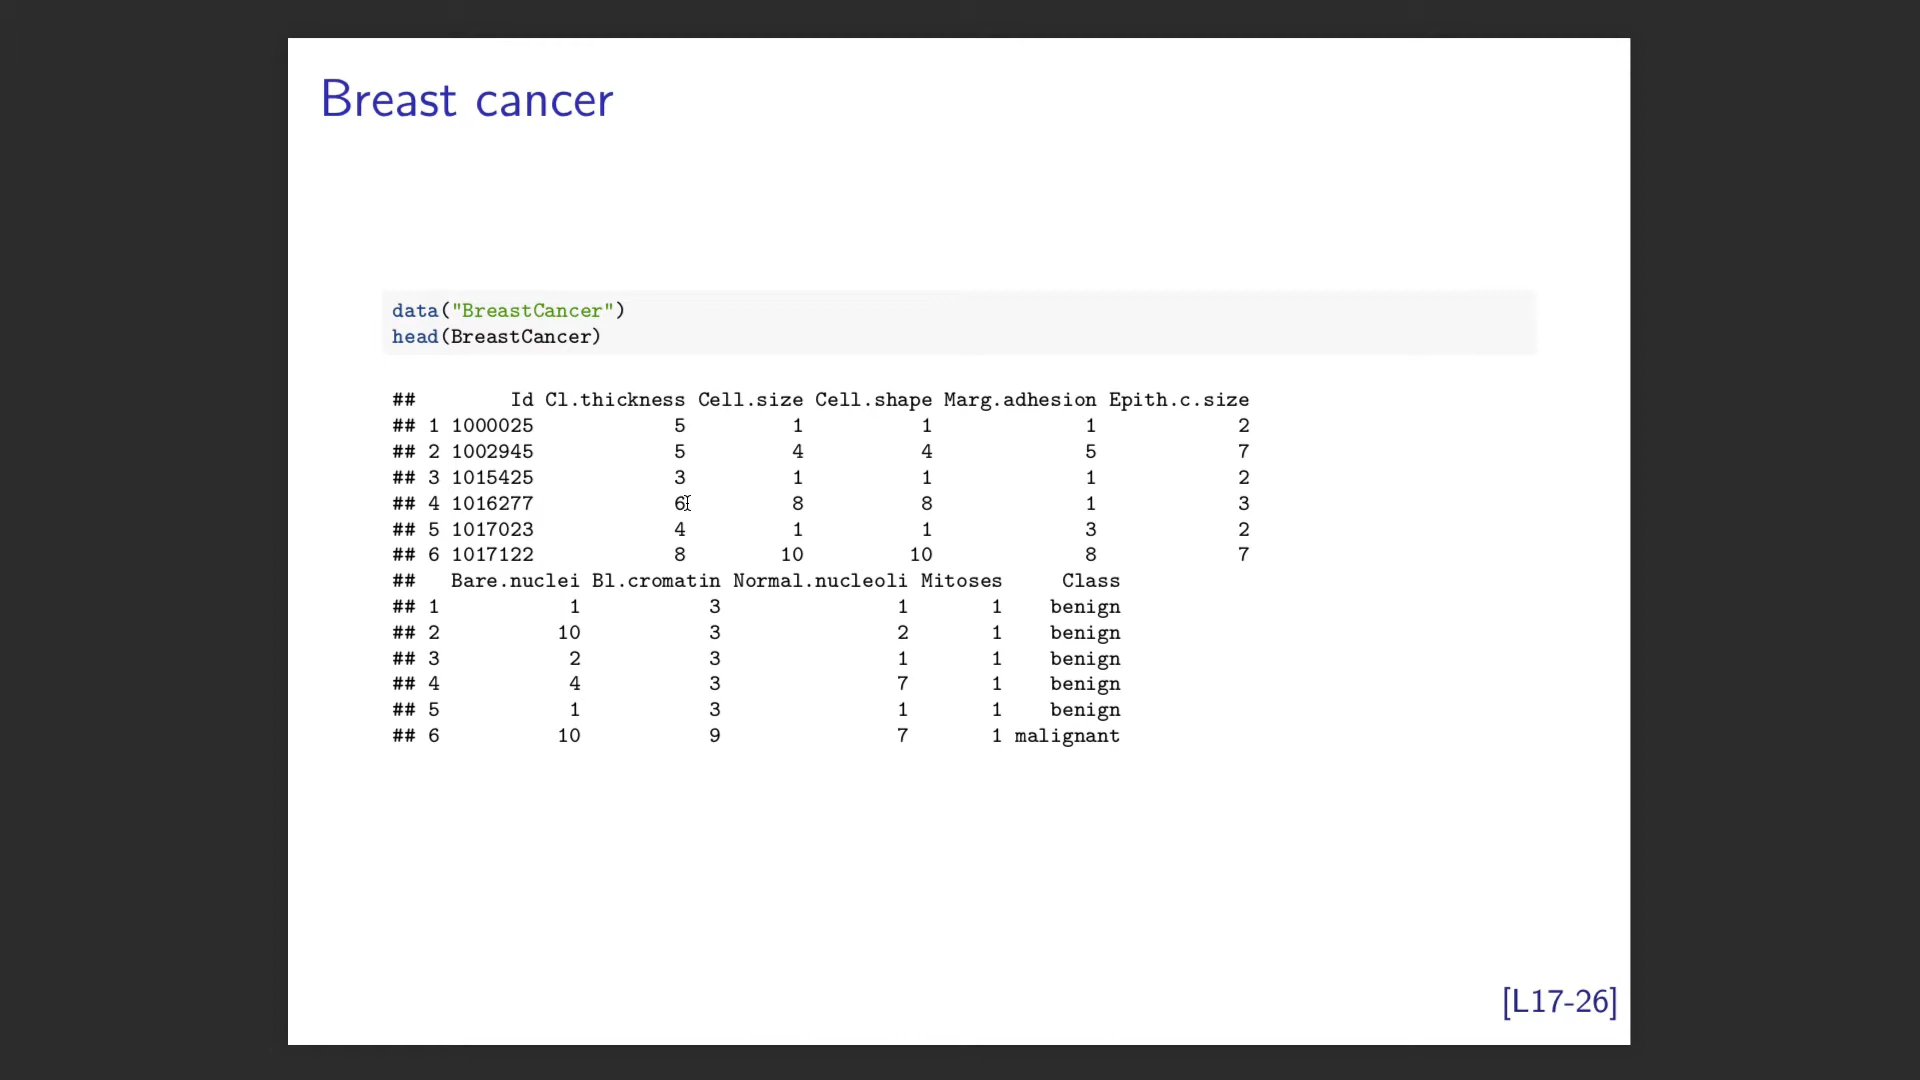 Breast cancer
data("BreastCancer")
head(BreastCancer)
##        Id Cl.thickness Cell.size Cell.shape Marg.adhesion Epith.c.size
## 1 1000025            5         1          1             1            2
## 2 1002945            5         4          4             5            7
## 3 1015425            3         1          1             1            2
## 4 1016277            6         8          8             1            3
## 5 1017023            4         1          1             3            2
## 6 1017122            8        10         10             8            7
##   Bare.nuclei Bl.cromatin Normal.nucleoli Mitoses     Class
## 1           1           3               1       1    benign
## 2          10           3               2       1    benign
## 3           2           3               1       1    benign
## 4           4           3               7       1    benign
## 5           1           3               1       1    benign
## 6          10           9               7       1 malignant
[L17-26]